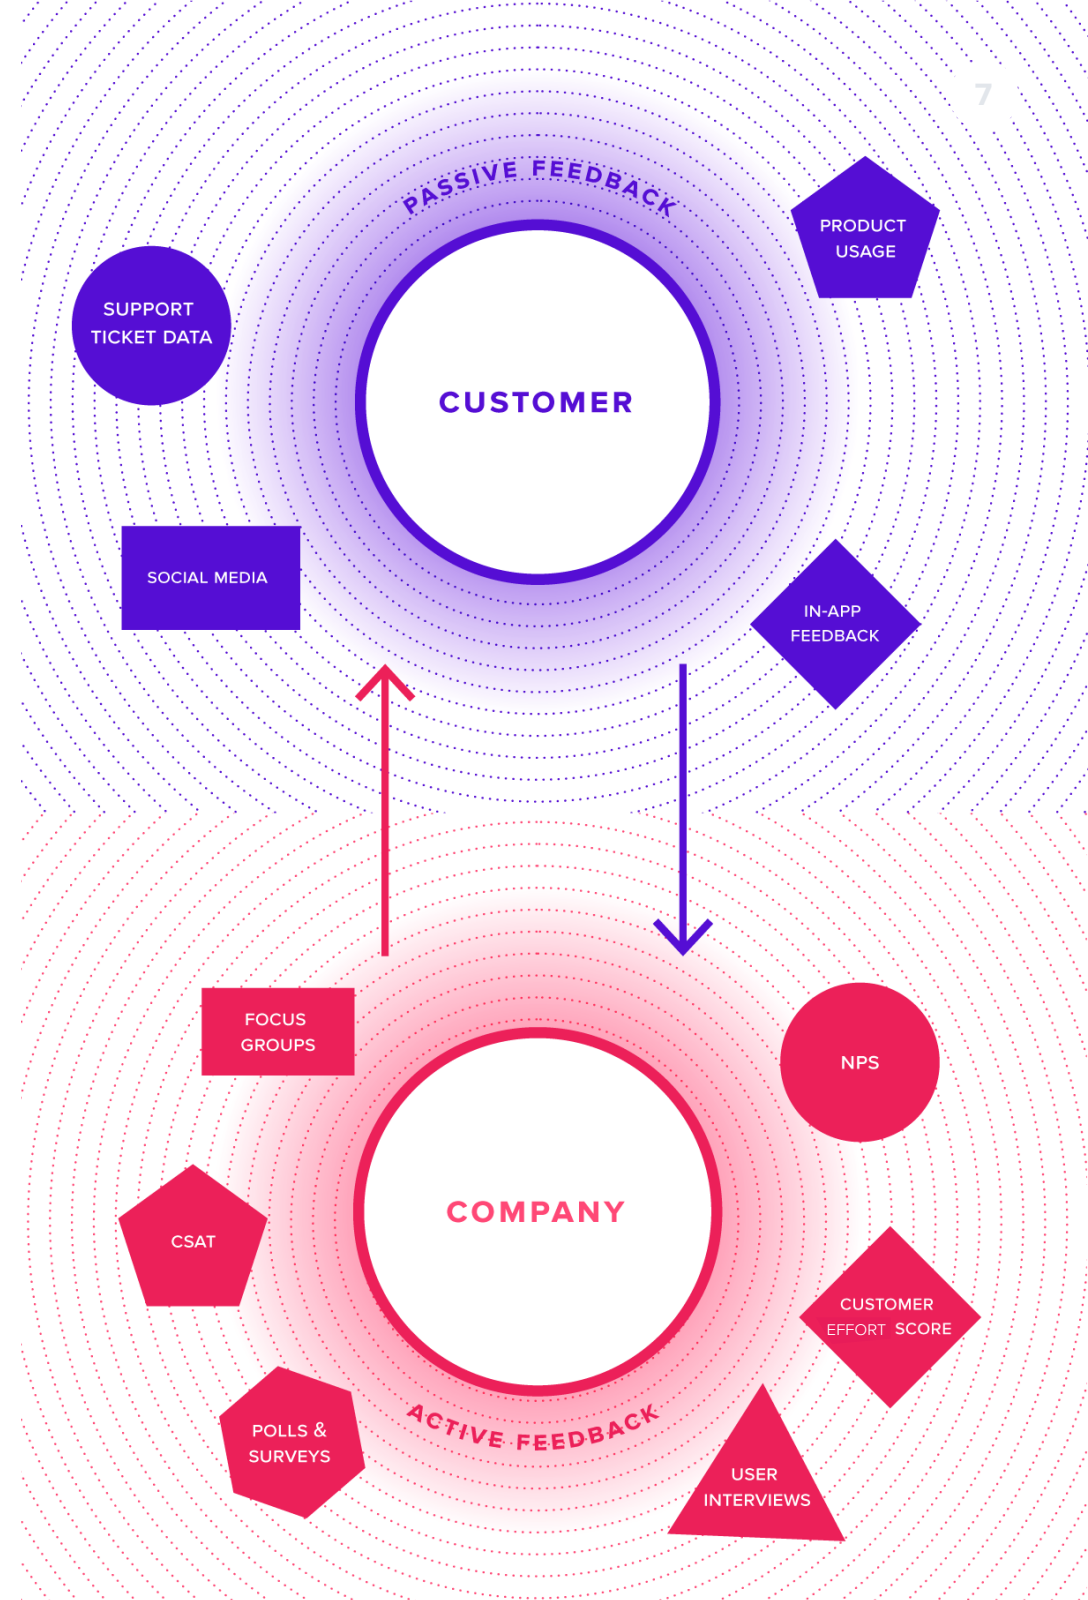 7
PASSIVE FEEDBACK
PRODUCT
USAGE
SUPPORT
TICKET DATA
CUSTOMER
SOCIAL MEDIA
IN-APP
FEEDBACK
FOCUS
GROUPS
NPS
COMPANY
CSAT
CUSTOMER
EFFORT SCORE
ACTIVE FEEDBACK
POLLS &
SURVEYS
USER
INTERVIEWS